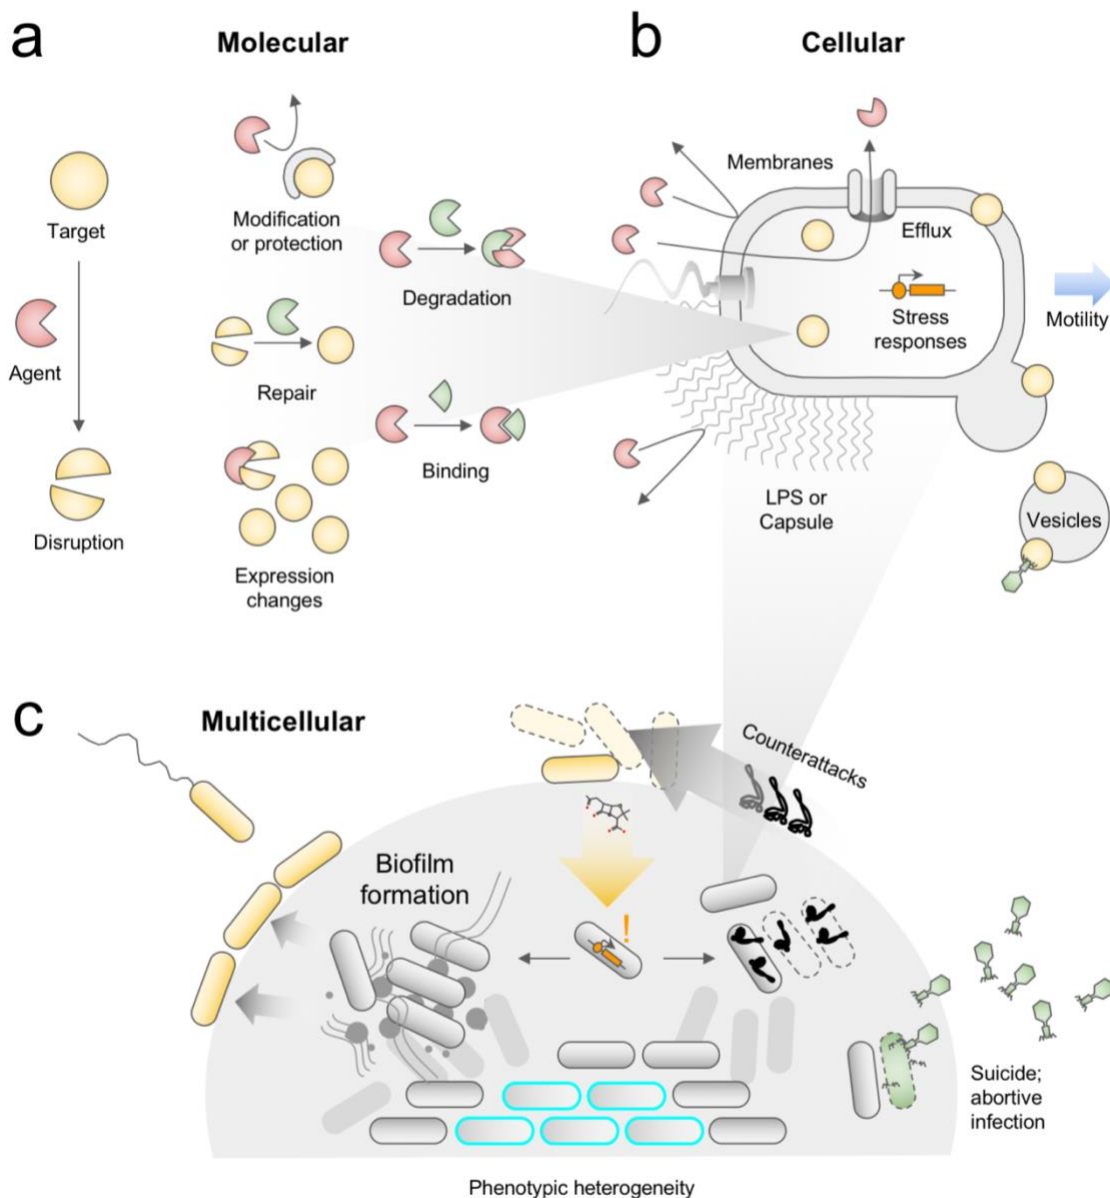 a
Molecular
Target
Agent
Disruption
Modification
or protection
Degradation
Repair
Binding
Expression
changes
b
Cellular
Membranes
Efflux
Stress
responses
Motility
LPS or
Capsule
Vesicles
c
Multicellular
Counterattacks
Biofilm
formation
!
Suicide;
abortive
infection
Phenotypic heterogeneity